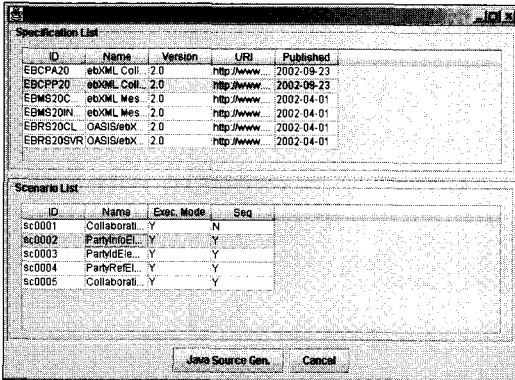 Specification List
ID Name Version URI Published
EBCPA20 ebXML Coll... 2.0 http://www... 2002-09-23
EBCPP20 ebXML Coll... 2.0 http://www... 2002-09-23
EBMS20C... ebXML Mes... 2.0 http://www... 2002-04-01
EBMS20IN... ebXML Mes... 2.0 http://www... 2002-04-01
EBRS20CL OASIS/ebX... 2.0 http://www... 2002-04-01
EBRS20SVR OASIS/ebX... 2.0 http://www... 2002-04-01
Scenario List
ID Name Exec. Mode Seq
sc0001 Collaborati... Y N
sc0002 PartyInfoEl... Y Y
sc0003 PartyIdEle... Y Y
sc0004 PartyRefEl... Y Y
sc0005 Collaborati... Y Y
Java Source Gen. Cancel